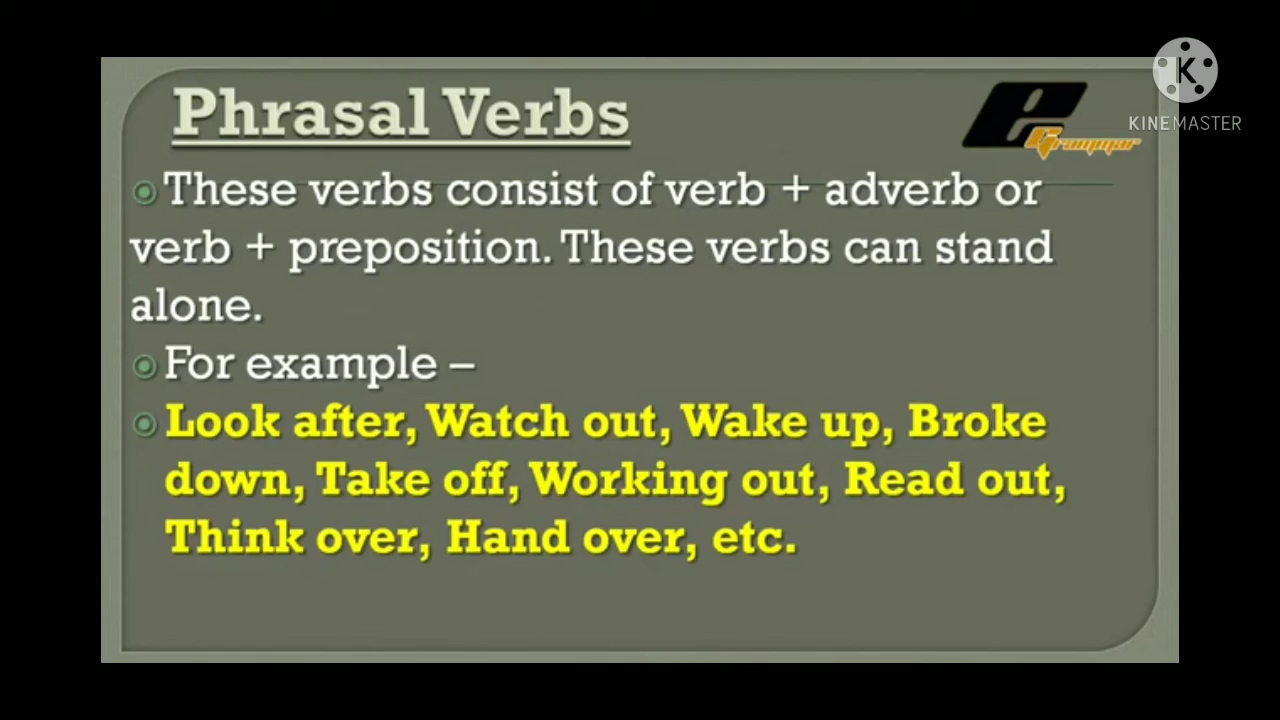 Phrasal Verbs
e Grammar
KINEMASTER
These verbs consist of verb + adverb or
verb + preposition. These verbs can stand
alone.
For example –
Look after, Watch out, Wake up, Broke
down, Take off, Working out, Read out,
Think over, Hand over, etc.